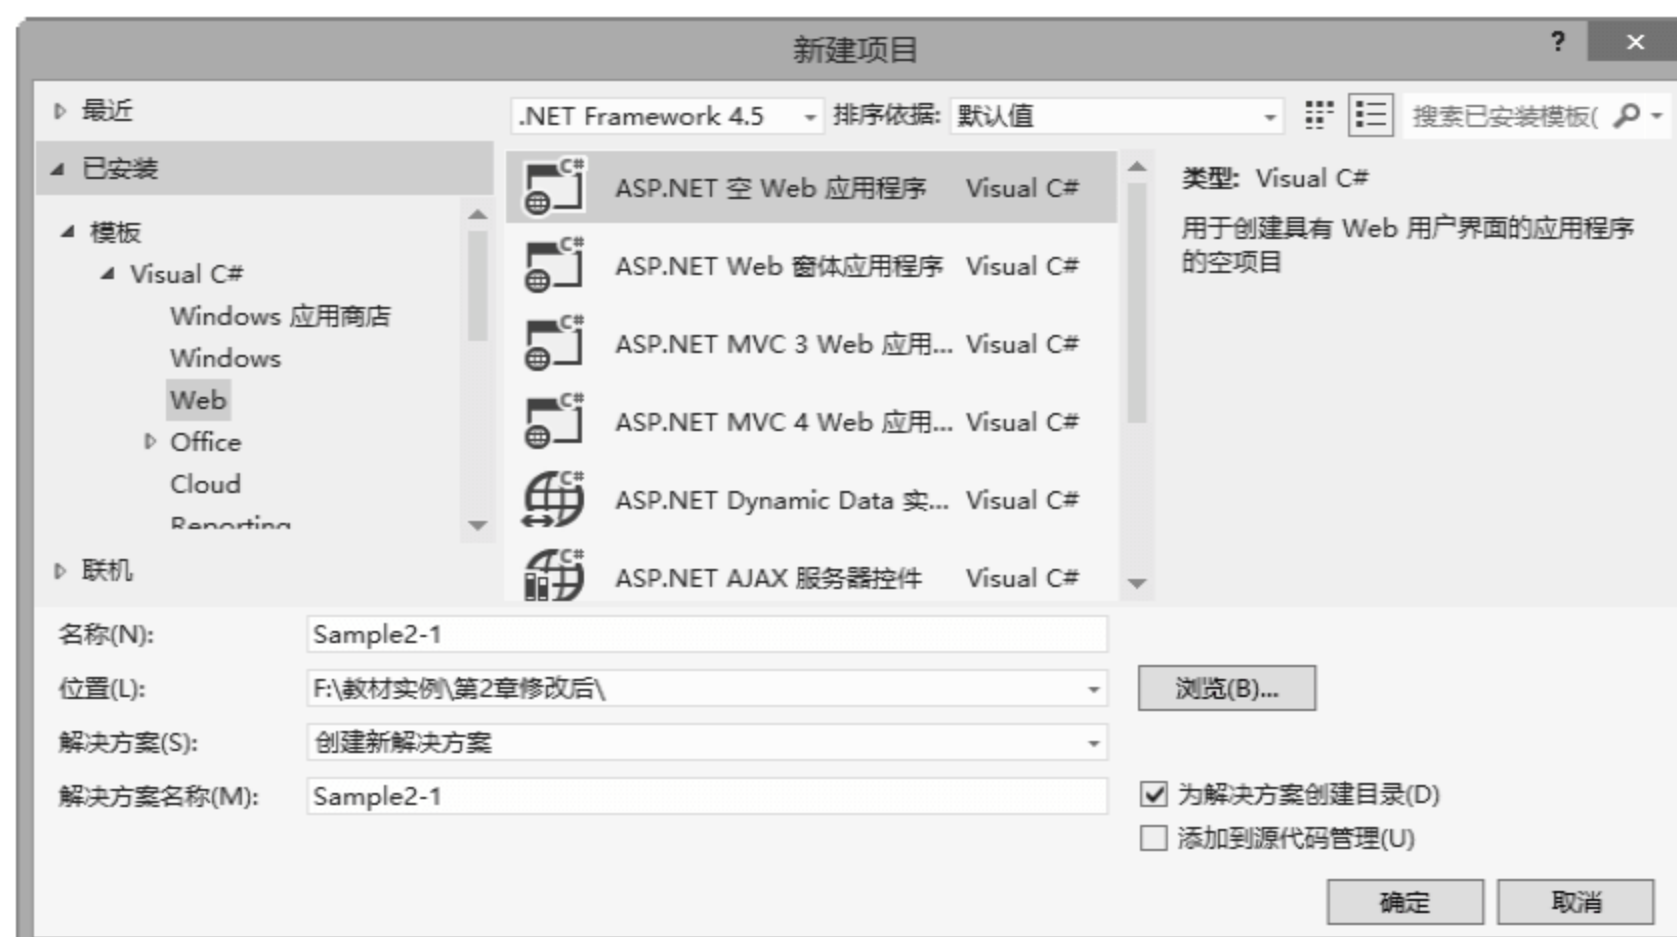 新建项目
?
最近
已安装
模板
Visual C#
Windows 应用商店
Windows
Web
Office
Cloud
Reporting
联机
.NET Framework 4.5 排序依据: 默认值 搜索已安装模板(
C# ASP.NET 空 Web 应用程序 Visual C#
C# ASP.NET Web 窗体应用程序 Visual C#
C# ASP.NET MVC 3 Web 应用... Visual C#
C# ASP.NET MVC 4 Web 应用... Visual C#
C# ASP.NET Dynamic Data 实... Visual C#
C# ASP.NET AJAX 服务器控件 Visual C#
类型: Visual C#
用于创建具有 Web 用户界面的应用程序
的空项目
名称(N): Sample2-1
位置(L): F:\教材实例\第2章修改后\ 浏览(B)...
解决方案(S): 创建新解决方案
解决方案名称(M): Sample2-1 为解决方案创建目录(D)
添加到源代码管理(U)
确定 取消